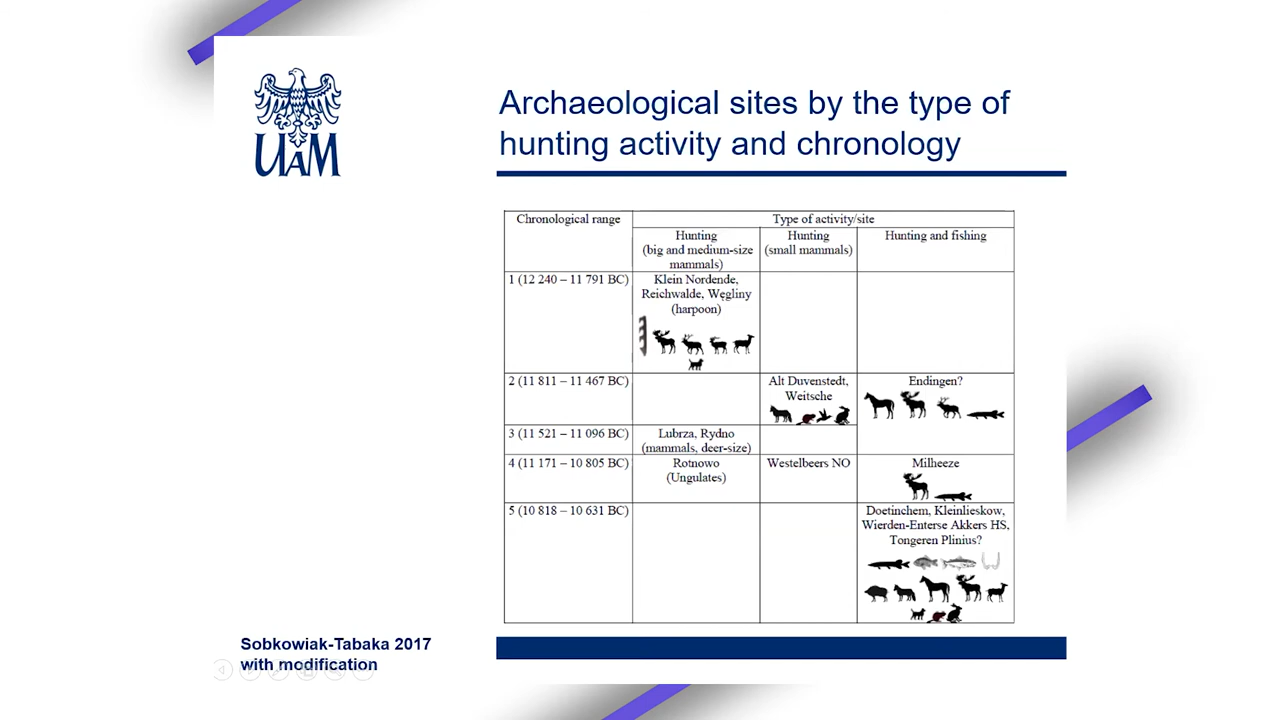 UAM
Archaeological sites by the type of
hunting activity and chronology
Chronological range
Type of activity/site
Hunting
(big and medium-size
mammals)
Hunting
(small mammals)
Hunting and fishing
1 (12 240 – 11 791 BC)
Klein Nordende,
Reichwalde, Węgliny
(harpoon)
2 (11 811 – 11 467 BC)
Alt Duvenstedt,
Weitsche
Endingen?
3 (11 521 – 11 096 BC)
Lubrza, Rydno
(mammals, deer-size)
4 (11 171 – 10 805 BC)
Rotnowo
(Ungulates)
Westelbeers NO
Milheeze
5 (10 818 – 10 631 BC)
Doetinchem, Kleinlieskow,
Wierden-Enterse Akkers HS,
Tongeren Plinius?
Sobkowiak-Tabaka 2017
with modification